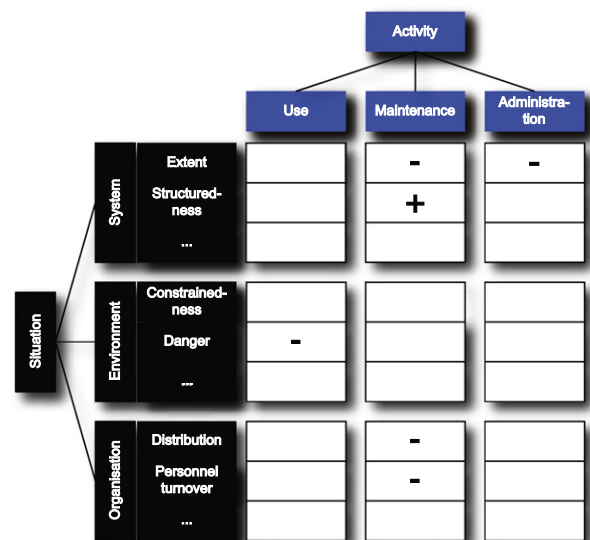 Activity
Use
Maintenance
Administra-
tion
System
Extent
-
-
Structured-
ness
+
...
Situation
Environment
Constrained-
ness
Danger
-
...
Organisation
Distribution
-
Personnel
turnover
-
...